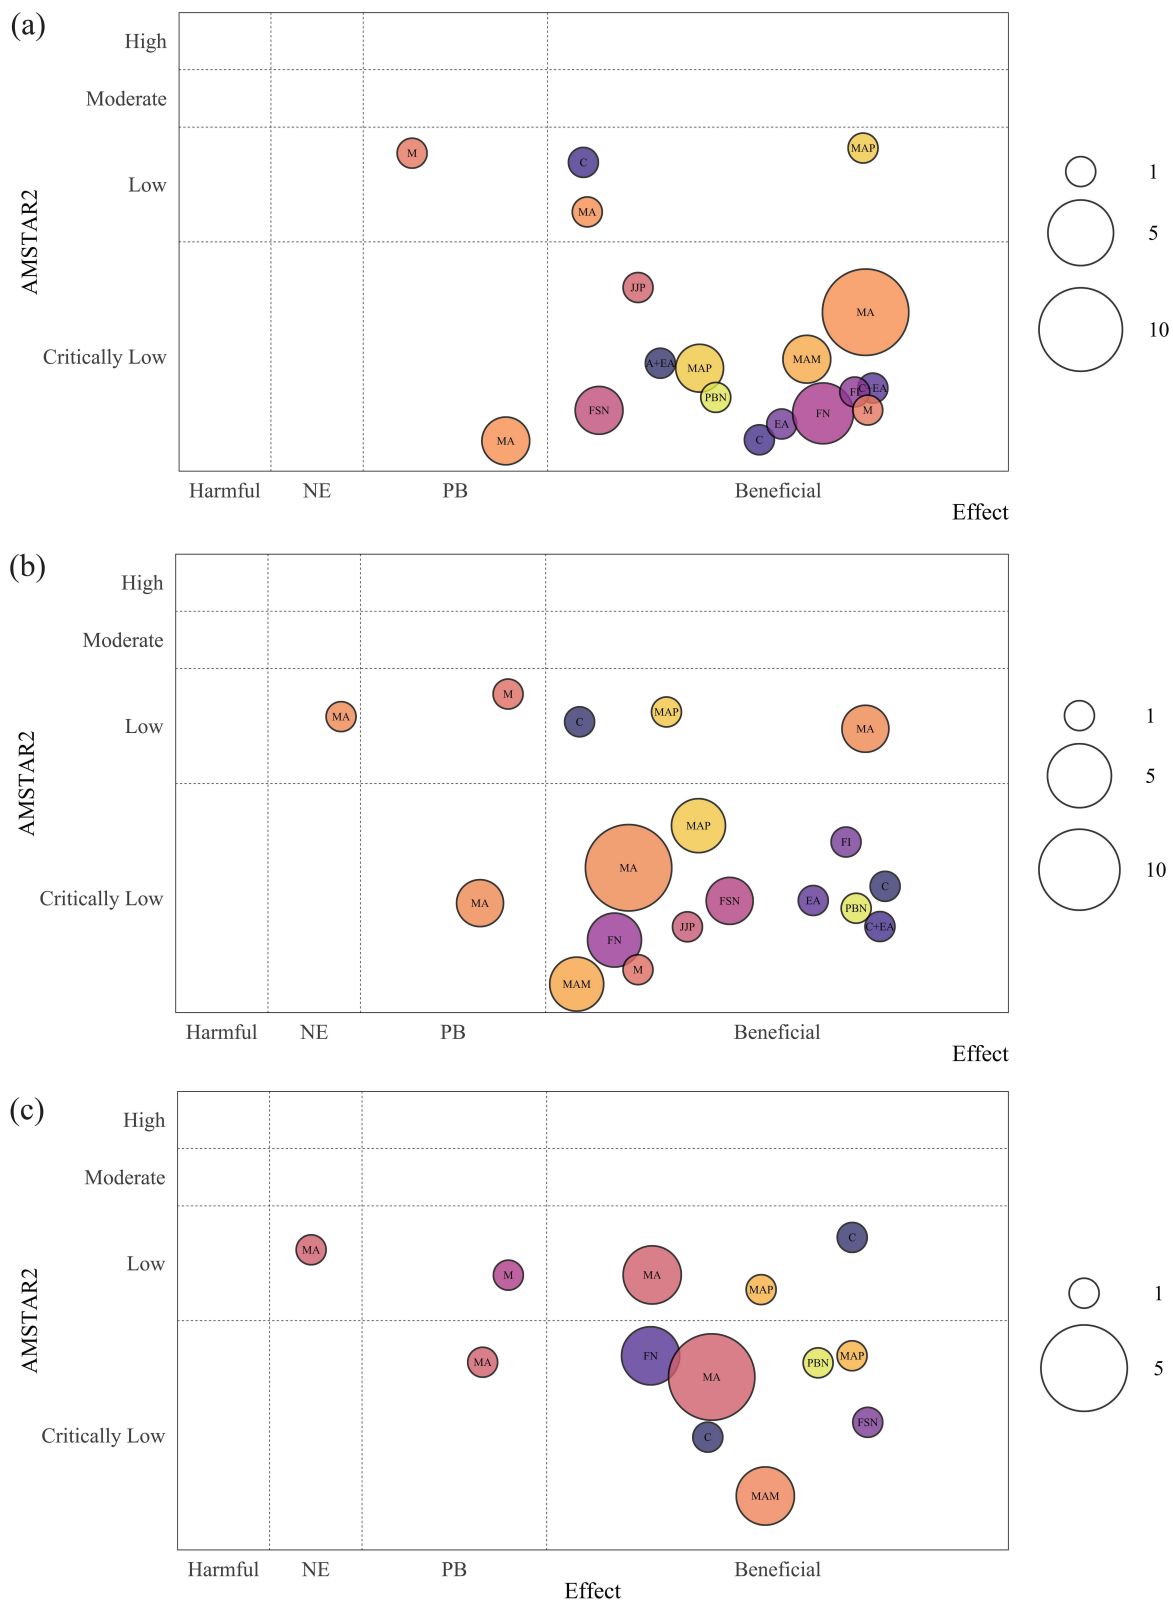 (a)
High
Moderate
Low
Critically Low
AMSTAR2
M
C
MAP
MA
JJP
MA
A+EA
MAP
MAM
PBN
FI
C+EA
FSN
FN
M
EA
C
MA
1
5
10
Harmful
NE
PB
Beneficial
Effect
(b)
High
Moderate
Low
Critically Low
AMSTAR2
M
MA
C
MAP
MA
MAP
FI
MA
C
MA
FSN
EA
PBN
JJP
C+EA
FN
M
MAM
1
5
10
Harmful
NE
PB
Beneficial
Effect
(c)
High
Moderate
Low
Critically Low
AMSTAR2
C
MA
M
MA
MAP
FN
MA
PBN
MAP
MA
FSN
C
MAM
1
5
Harmful
NE
PB
Beneficial
Effect